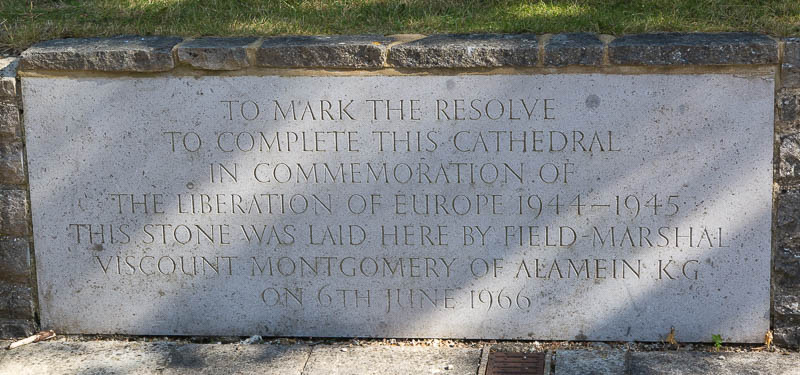 TO MARK THE RESOLVE
TO COMPLETE THIS CATHEDRAL
IN COMMEMORATION OF
THE LIBERATION OF EUROPE 1944–1945
THIS STONE WAS LAID HERE BY FIELD-MARSHAL
VISCOUNT MONTGOMERY OF ALAMEIN K.G
ON 6TH JUNE 1966